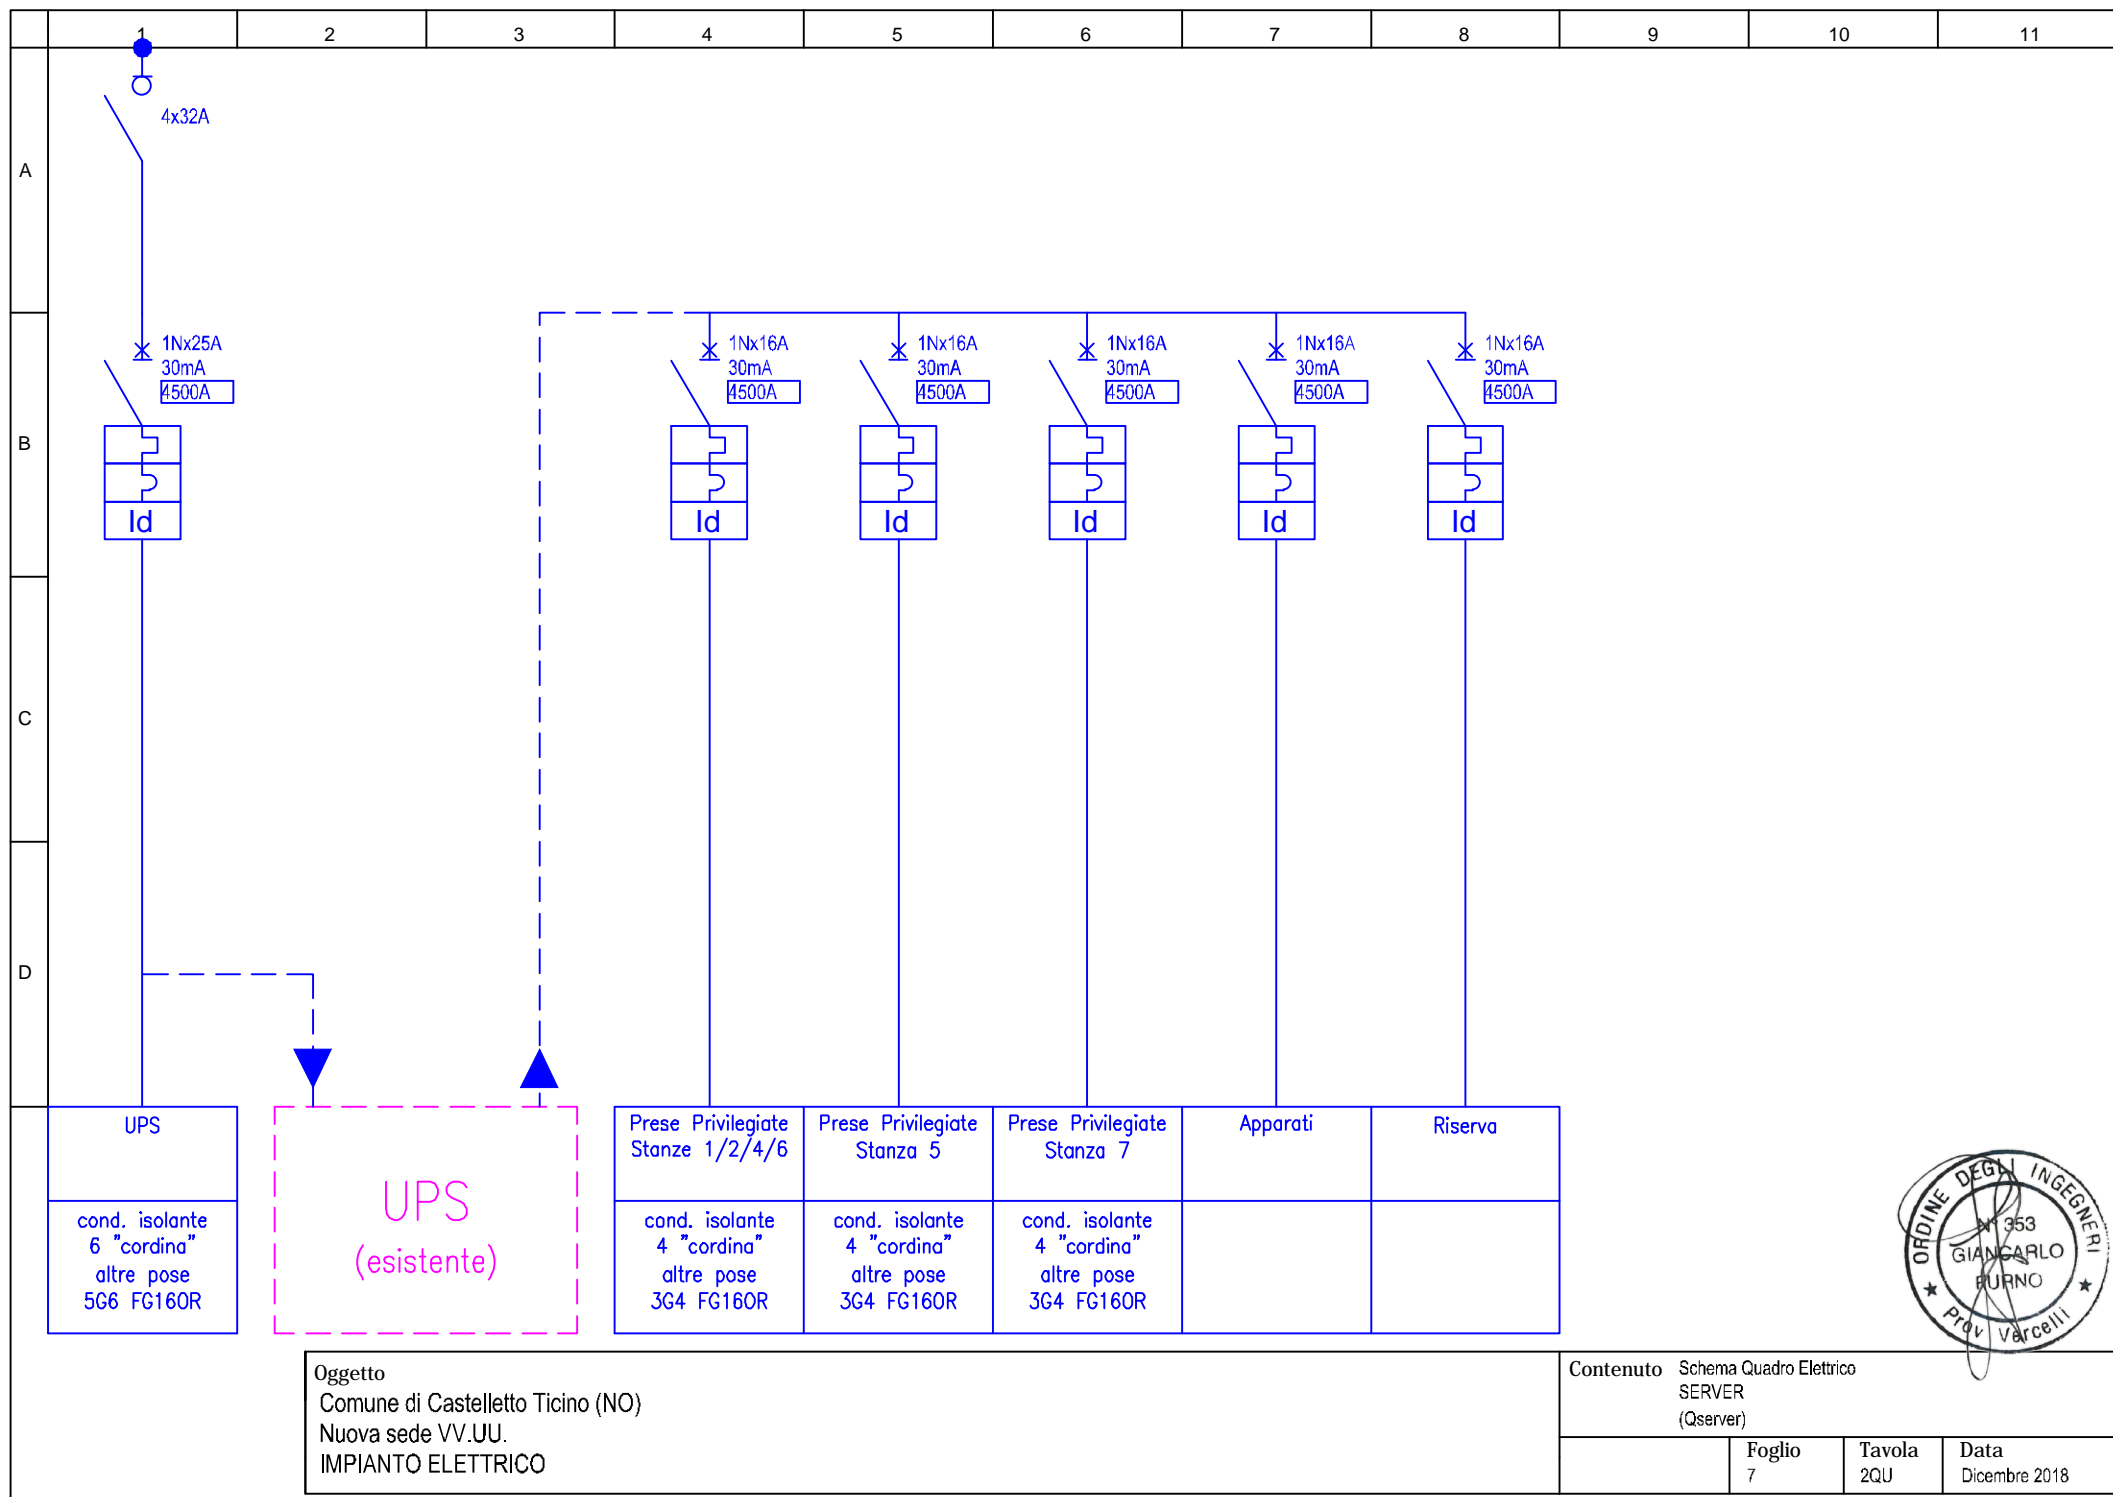 1 2 3 4 5 6 7 8 9 10 11
A
4x32A
B
1Nx25A
30mA
4500A
Id
1Nx16A
30mA
4500A
Id
1Nx16A
30mA
4500A
Id
1Nx16A
30mA
4500A
Id
1Nx16A
30mA
4500A
Id
1Nx16A
30mA
4500A
Id
C
D
UPS
cond. isolante
6 "cordina"
altre pose
5G6 FG16OR
UPS
(esistente)
Prese Privilegiate
Stanze 1/2/4/6
cond. isolante
4 "cordina"
altre pose
3G4 FG16OR
Prese Privilegiate
Stanza 5
cond. isolante
4 "cordina"
altre pose
3G4 FG16OR
Prese Privilegiate
Stanza 7
cond. isolante
4 "cordina"
altre pose
3G4 FG16OR
Apparati
Riserva
ORDINE DEGLI INGEGNERI
N° 353
GIANCARLO
FURNO
Prov Vercelli
Oggetto
Comune di Castelletto Ticino (NO)
Nuova sede VV.UU.
IMPIANTO ELETTRICO
Contenuto Schema Quadro Elettrico
SERVER
(Qserver)
Foglio
7
Tavola
2QU
Data
Dicembre 2018